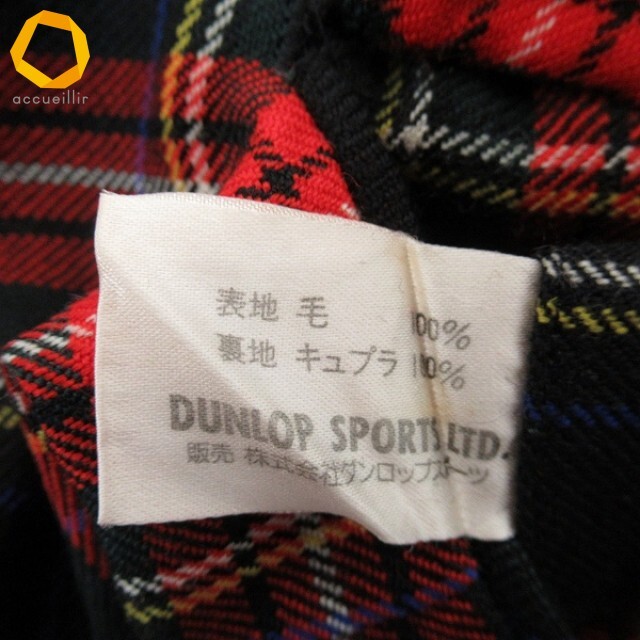 accueillir
表地 毛 100%
裏地 キュプラ 100%
DUNLOP SPORTS LTD.
販売 株式会社ダンロップスポーツ